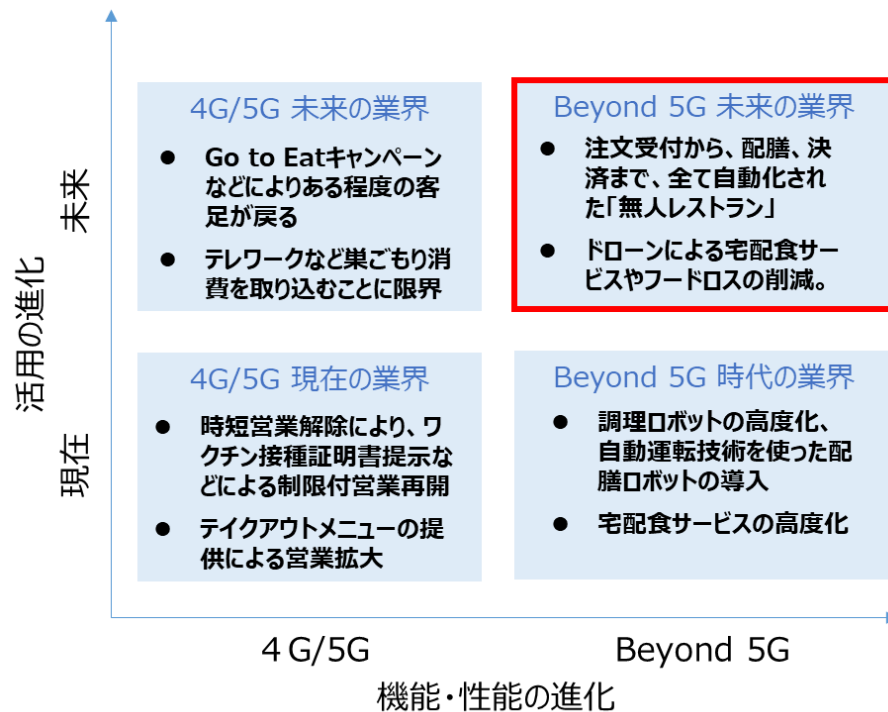 4G/5G 未来の業界
● Go to Eatキャンペーン
などによりある程度の客
足が戻る
● テレワークなど巣ごもり消
費を取り込むことに限界
Beyond 5G 未来の業界
● 注文受付から、配膳、決
済まで、全て自動化され
た「無人レストラン」
● ドローンによる宅配食サー
ビスやフードロスの削減。
4G/5G 現在の業界
● 時短営業解除により、ワ
クチン接種証明書提示な
どによる制限付営業再開
● テイクアウトメニューの提
供による営業拡大
Beyond 5G 時代の業界
● 調理ロボットの高度化、
自動運転技術を使った配
膳ロボットの導入
● 宅配食サービスの高度化
活用の進化
未来
現在
4G/5G
Beyond 5G
機能・性能の進化